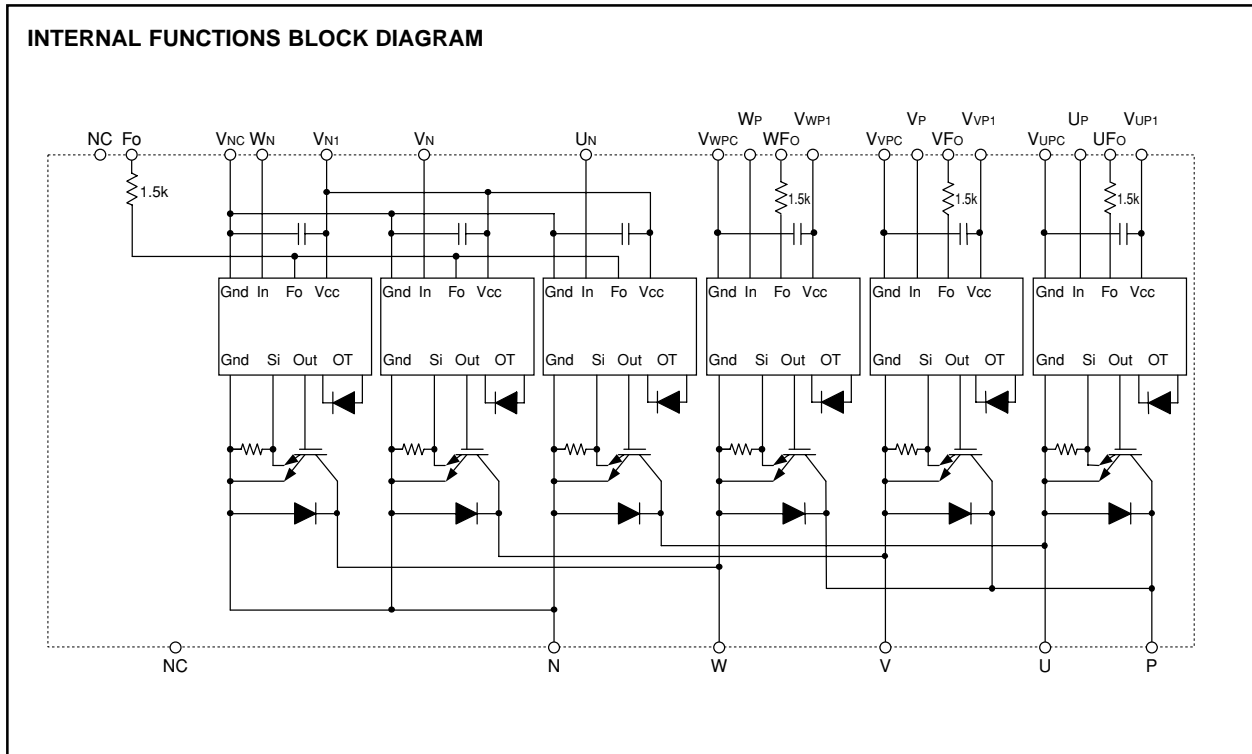 INTERNAL FUNCTIONS BLOCK DIAGRAM
WP VWP1 VP VVP1 UP VUP1
NC FO VNC WN VN1 VN UN VWPC WFO VVPC VFO VUPC UFO
1.5k 1.5k 1.5k 1.5k
Gnd In Fo Vcc Gnd In Fo Vcc Gnd In Fo Vcc Gnd In Fo Vcc Gnd In Fo Vcc Gnd In Fo Vcc
Gnd Si Out OT Gnd Si Out OT Gnd Si Out OT Gnd Si Out OT Gnd Si Out OT Gnd Si Out OT
NC N W V U P